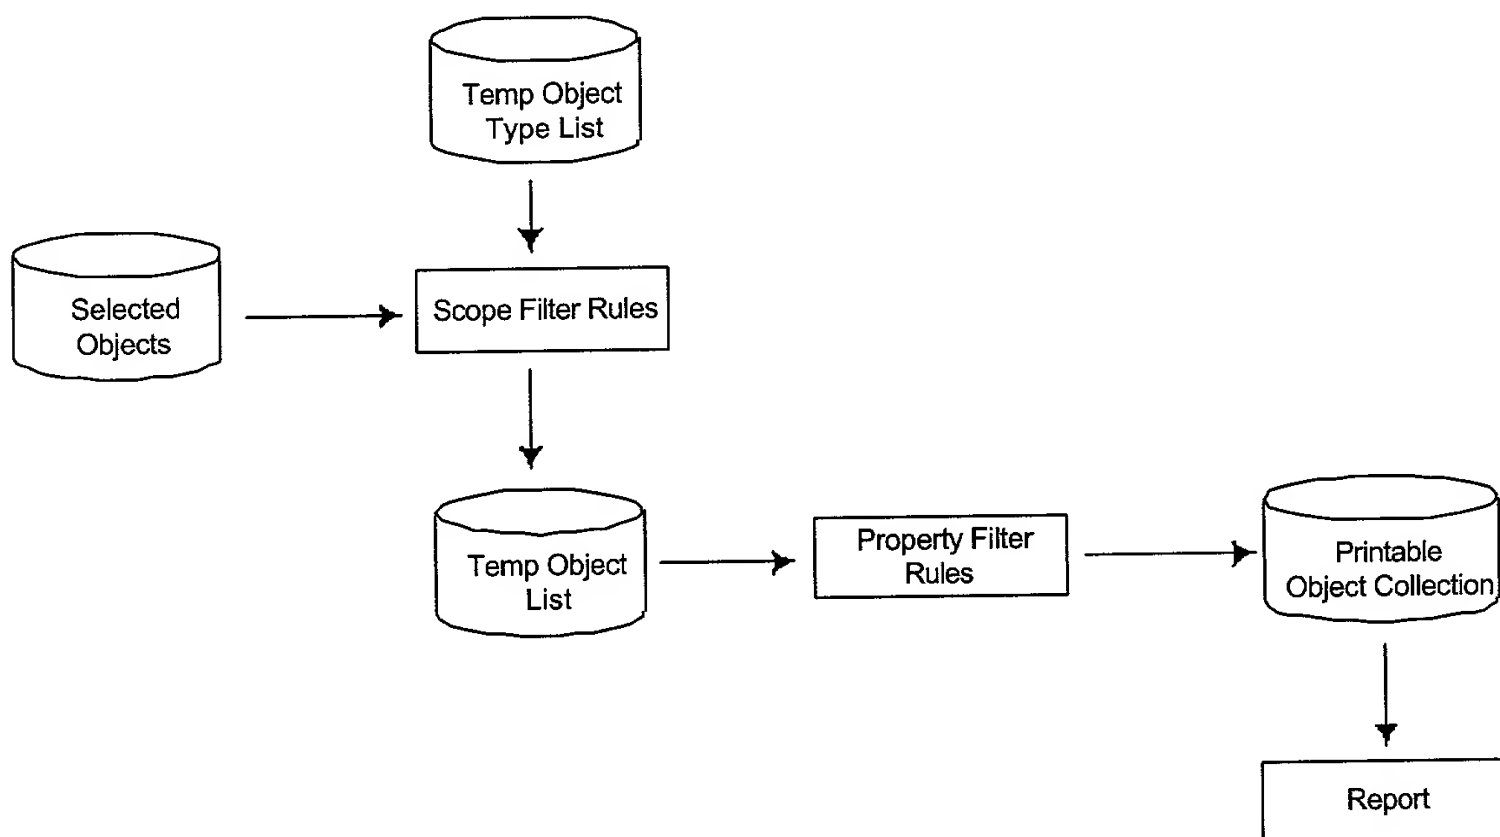 Temp Object
Type List
Selected
Objects
Scope Filter Rules
Temp Object
List
Property Filter
Rules
Printable
Object Collection
Report